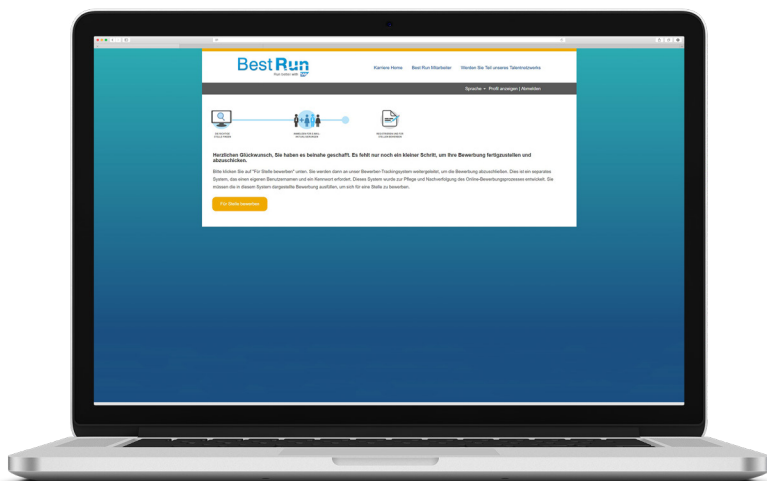 Best Run
Karriere Home Best Run Mitarbeiter Werden Sie Teil unseres Talentnetzwerks
Sprache Profil anzeigen | Abmelden
Herzlichen Glückwunsch, Sie haben es beinahe geschafft. Es fehlt nur noch ein kleiner Schritt, um Ihre Bewerbung fertigzustellen und
abzuschicken.
Bitte klicken Sie auf "Für Stelle bewerben" unten. Sie werden dann an unser Bewerber-Trackingsystem weitergeleitet, um die Bewerbung abzuschließen. Dies ist ein separates
System, das einen eigenen Benutzernamen und ein Kennwort erfordert. Dieses System wurde zur Pflege und Nachverfolgung des Online-Bewerbungsprozesses entwickelt. Sie
müssen die in diesem System dargestellte Bewerbung ausfüllen, um sich für eine Stelle zu bewerben.
Für Stelle bewerben